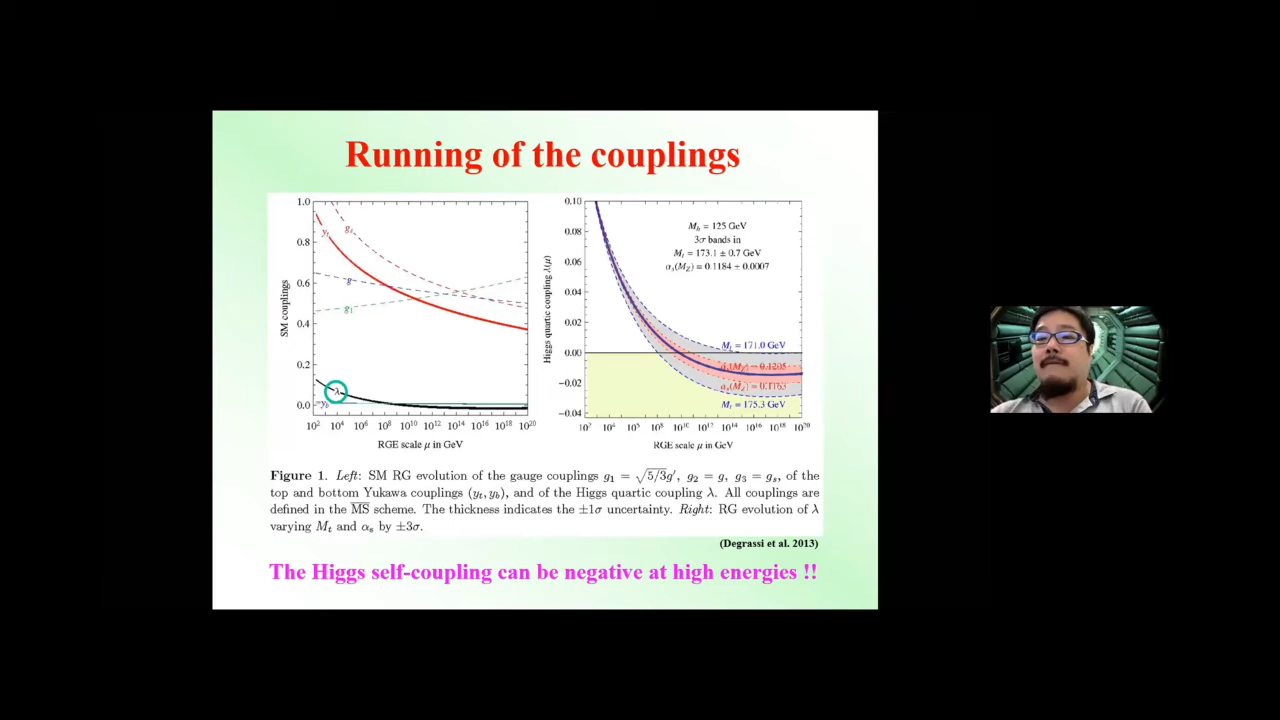 Running of the couplings
SM couplings
1.0
0.8
0.6
0.4
0.2
0.0
y_t
g_s
g
g_1
λ
y_b
10^2 10^4 10^6 10^8 10^10 10^12 10^14 10^16 10^18 10^20
RGE scale μ in GeV
Higgs quartic coupling λ(μ)
0.10
0.08
0.06
0.04
0.02
0.00
−0.02
−0.04
M_h = 125 GeV
3σ bands in
M_t = 173.1 ± 0.7 GeV
α_s(M_Z) = 0.1184 ± 0.0007
M_t = 171.0 GeV
α_s(M_Z) = 0.1205
α_s(M_Z) = 0.1163
M_t = 175.3 GeV
10^2 10^4 10^6 10^8 10^10 10^12 10^14 10^16 10^18 10^20
RGE scale μ in GeV
Figure 1. Left: SM RG evolution of the gauge couplings g_1 = √5/3g′, g_2 = g, g_3 = g_s, of the
top and bottom Yukawa couplings (y_t, y_b), and of the Higgs quartic coupling λ. All couplings are
defined in the M̅S̅ scheme. The thickness indicates the ±1σ uncertainty. Right: RG evolution of λ
varying M_t and α_s by ±3σ.
(Degrassi et al. 2013)
The Higgs self-coupling can be negative at high energies !!